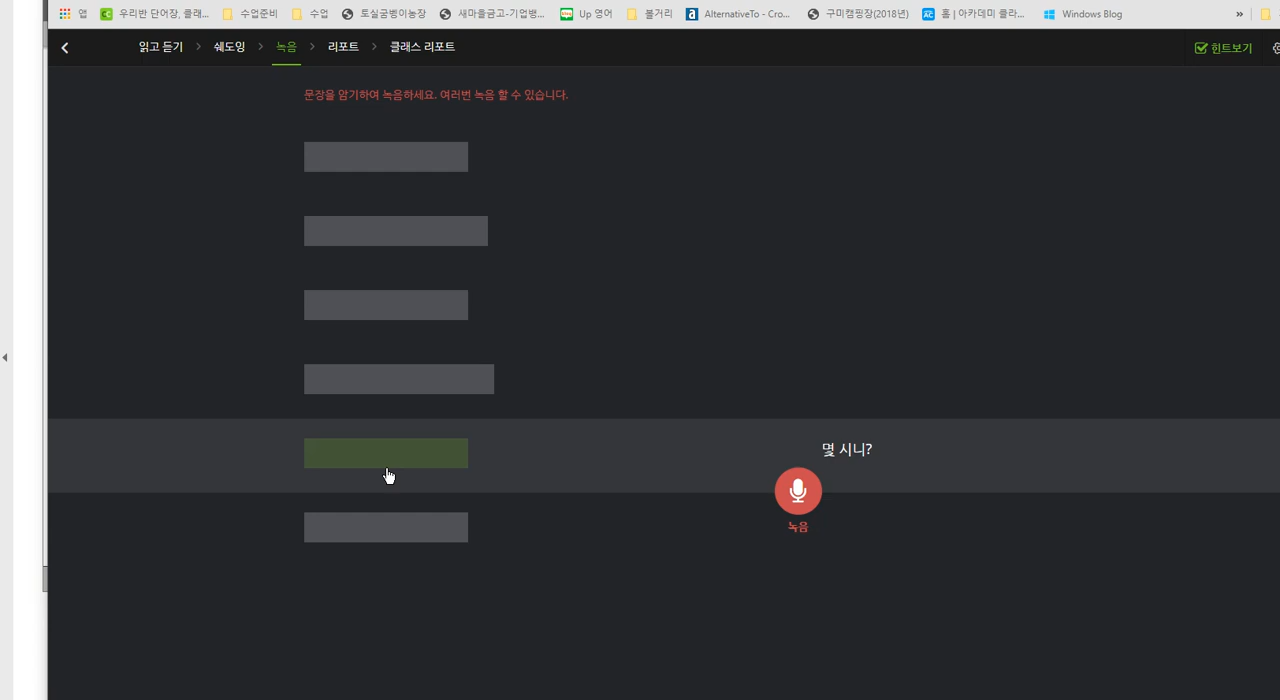 앱 우리반 단어장, 클래... 수업준비 수업 토실굼벵이농장 새마을금고-기업뱅... Up 영어 볼거리 AlternativeTo - Cro... 구미캠핑장(2018년) 홈 | 아카데미 클라... Windows Blog »
읽고 듣기 > 쉐도잉 > 녹음 > 리포트 > 클래스 리포트 힌트보기
문장을 암기하여 녹음하세요. 여러번 녹음 할 수 있습니다.
몇 시니?
녹음